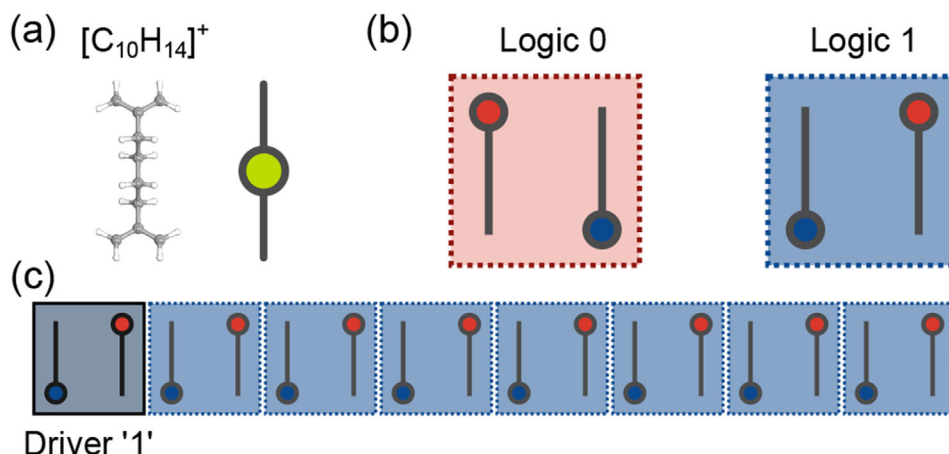 (a)
[C₁₀H₁₄]⁺
(b)
Logic 0
Logic 1
(c)
Driver '1'